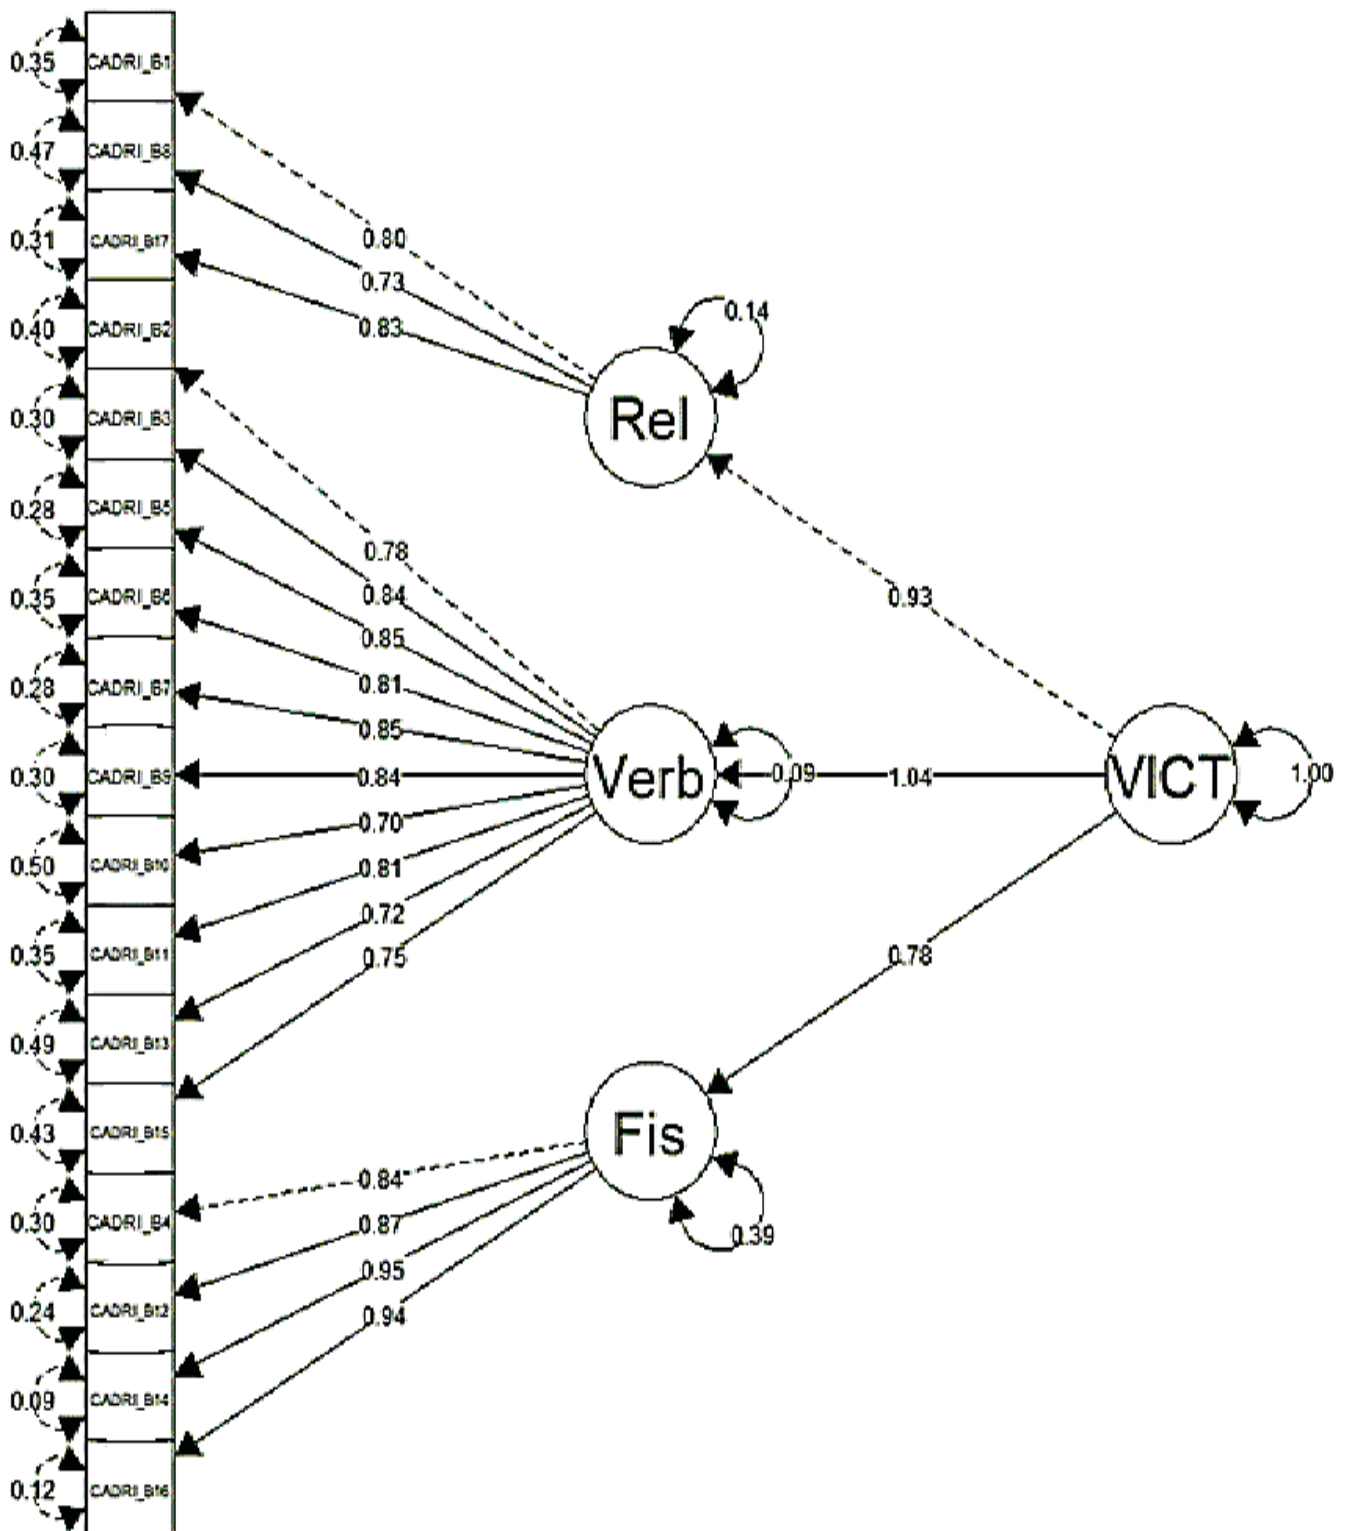 0.35 CADRI_B1
0.47 CADRI_B8
0.31 CADRI_B17
0.40 CADRI_B2
0.30 CADRI_B3
0.28 CADRI_B5
0.35 CADRI_B6
0.28 CADRI_B7
0.30 CADRI_B9
0.50 CADRI_B10
0.35 CADRI_B11
0.49 CADRI_B13
0.43 CADRI_B15
0.30 CADRI_B4
0.24 CADRI_B12
0.09 CADRI_B14
0.12 CADRI_B16
0.80
0.73
0.83
0.78
0.84
0.85
0.81
0.85
0.84
0.70
0.81
0.72
0.75
0.84
0.87
0.95
0.94
0.14
Rel
Verb
0.09
Fis
0.39
0.93
1.04
0.78
VICT
1.00